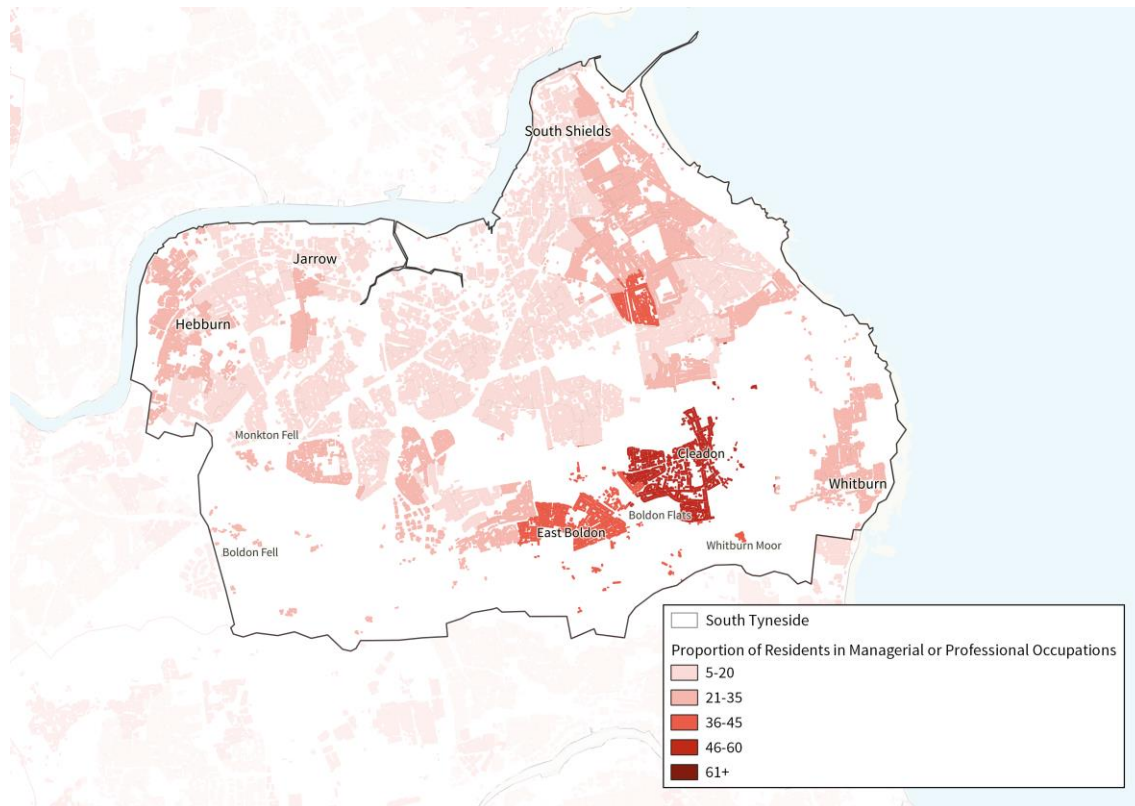 South Shields
Jarrow
Hebburn
Monkton Fell
Cleadon
Whitburn
Boldon Flats
East Boldon
Whitburn Moor
Boldon Fell
South Tyneside
Proportion of Residents in Managerial or Professional Occupations
5-20
21-35
36-45
46-60
61+